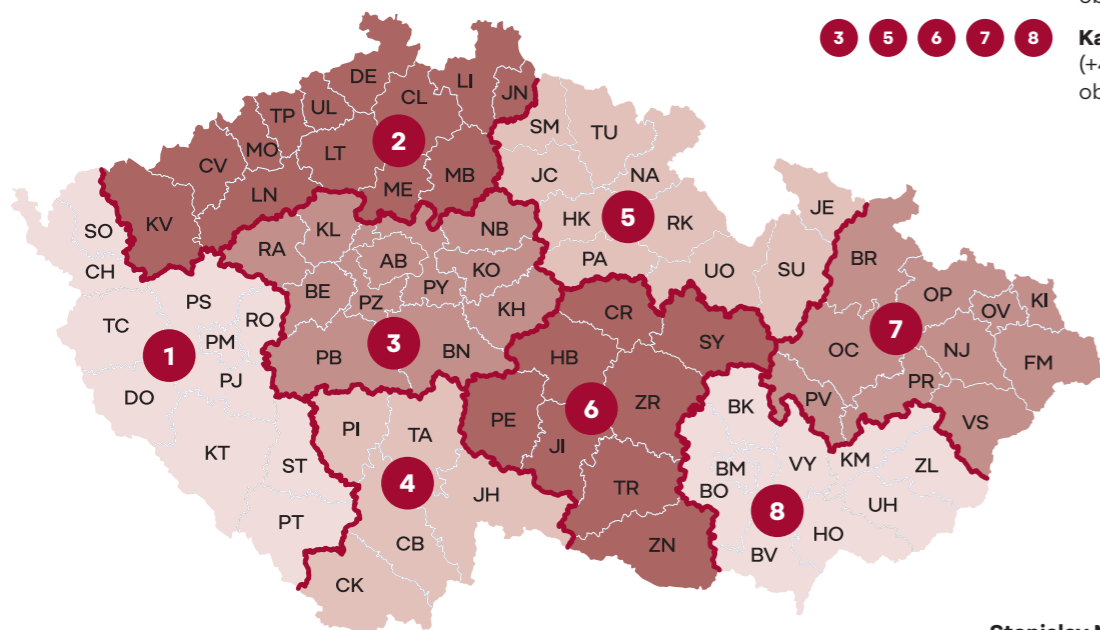 3 5 6 7 8
Ka
(+4
ob
DE
LI
CL
JN
UL
TP
SM
TU
MO
LT
2
CV
JC
NA
MB
ME
LN
KV
HK
5
RK
JE
SO
KL
NB
RA
AB
PA
BR
CH
KO
UO
SU
BE
PY
OP
PS
PZ
KI
OV
RO
KH
CR
TC
7
PM
3
SY
1
PB
BN
HB
OC
NJ
FM
PJ
PR
DO
6
ZR
PV
BK
PE
VS
PI
TA
KT
JI
ST
VY
KM
ZL
BM
4
TR
BO
JH
UH
8
PT
HO
CB
ZN
BV
CK